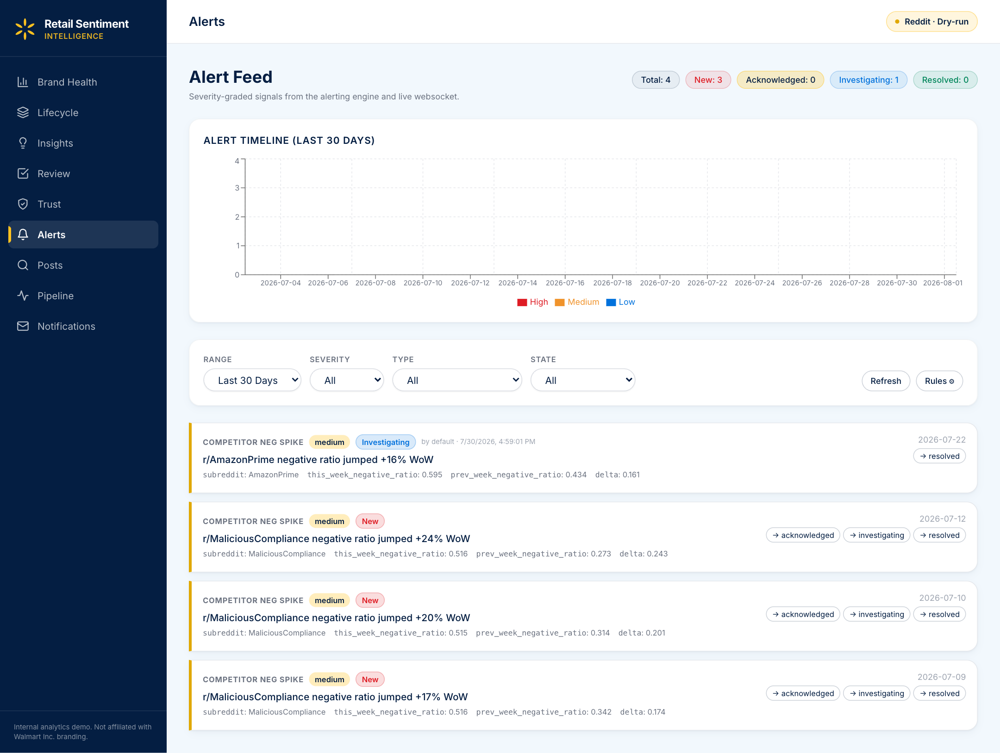 Retail Sentiment
INTELLIGENCE
Brand Health
Lifecycle
Insights
Review
Trust
Alerts
Posts
Pipeline
Notifications
Internal analytics demo. Not affiliated with
Walmart Inc. branding.
Alerts
Reddit · Dry-run
Alert Feed
Severity-graded signals from the alerting engine and live websocket.
Total: 4 New: 3 Acknowledged: 0 Investigating: 1 Resolved: 0
ALERT TIMELINE (LAST 30 DAYS)
4
3
2
1
0
2026-07-04 2026-07-06 2026-07-08 2026-07-10 2026-07-12 2026-07-14 2026-07-16 2026-07-18 2026-07-20 2026-07-22 2026-07-24 2026-07-26 2026-07-28 2026-07-30 2026-08-01
High Medium Low
RANGE SEVERITY TYPE STATE
Last 30 Days All All All Refresh Rules ⚙
COMPETITOR NEG SPIKE medium Investigating by default · 7/30/2026, 4:59:01 PM 2026-07-22
r/AmazonPrime negative ratio jumped +16% WoW → resolved
subreddit: AmazonPrime this_week_negative_ratio: 0.595 prev_week_negative_ratio: 0.434 delta: 0.161
COMPETITOR NEG SPIKE medium New 2026-07-12
r/MaliciousCompliance negative ratio jumped +24% WoW → acknowledged → investigating → resolved
subreddit: MaliciousCompliance this_week_negative_ratio: 0.516 prev_week_negative_ratio: 0.273 delta: 0.243
COMPETITOR NEG SPIKE medium New 2026-07-10
r/MaliciousCompliance negative ratio jumped +20% WoW → acknowledged → investigating → resolved
subreddit: MaliciousCompliance this_week_negative_ratio: 0.515 prev_week_negative_ratio: 0.314 delta: 0.201
COMPETITOR NEG SPIKE medium New 2026-07-09
r/MaliciousCompliance negative ratio jumped +17% WoW → acknowledged → investigating → resolved
subreddit: MaliciousCompliance this_week_negative_ratio: 0.516 prev_week_negative_ratio: 0.342 delta: 0.174